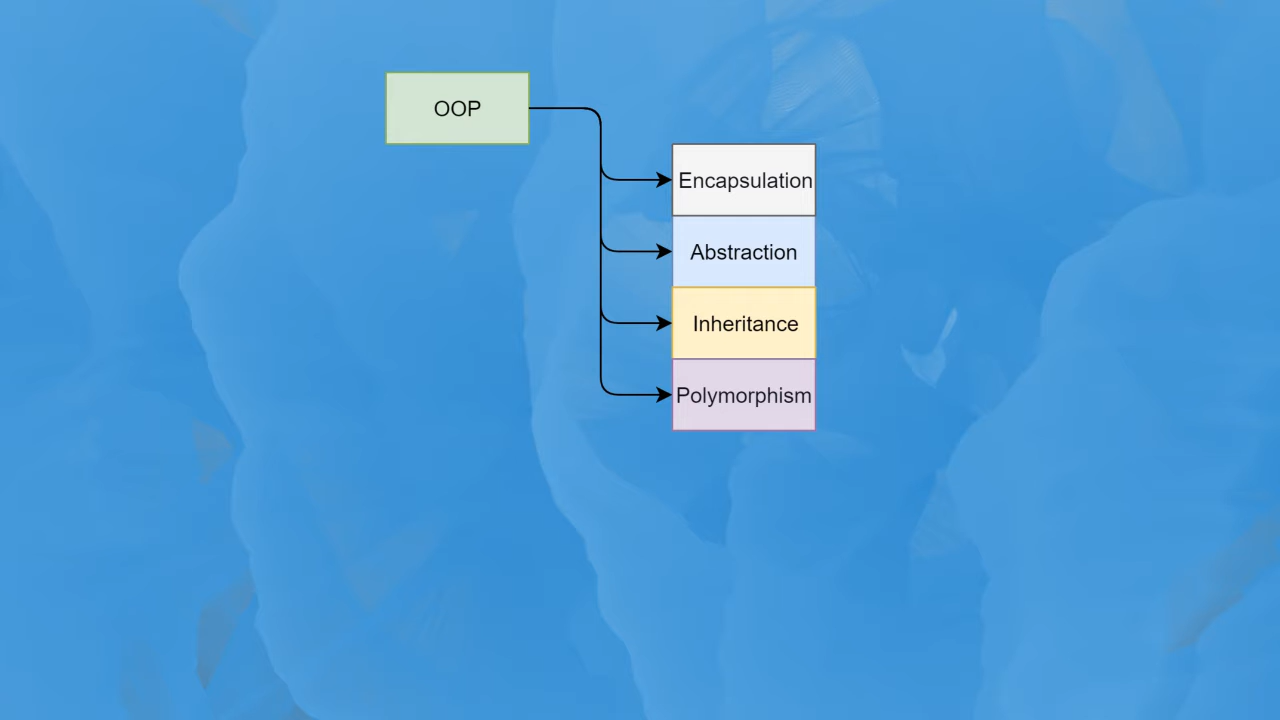 OOP
Encapsulation
Abstraction
Inheritance
Polymorphism